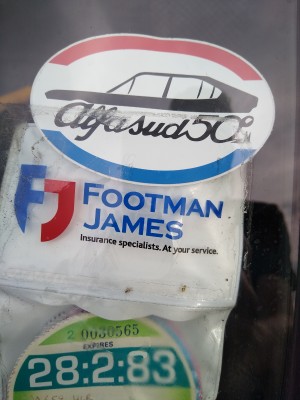 Alfasud 50°
FJ
FOOTMAN
JAMES
Insurance specialists. At your service.
2 0030565
EXPIRES
28:2:83